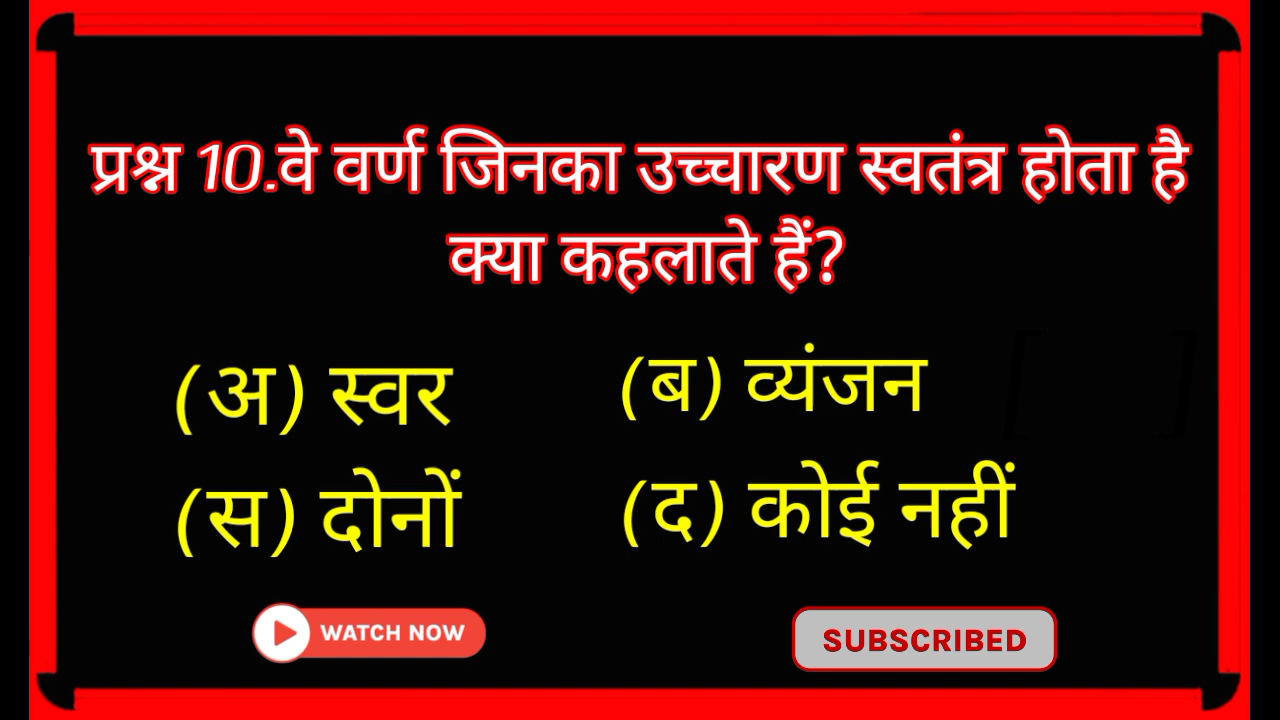 प्रश्न 10.वे वर्ण जिनका उच्चारण स्वतंत्र होता है
क्या कहलाते हैं?
(अ) स्वर (ब) व्यंजन
(स) दोनों (द) कोई नहीं
WATCH NOW SUBSCRIBED